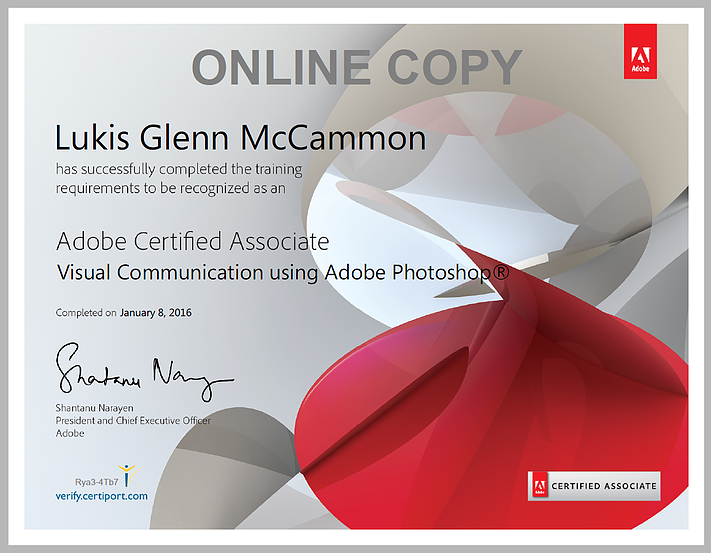 ONLINE COPY
Adobe
Lukis Glenn McCammon
has successfully completed the training
requirements to be recognized as an
Adobe Certified Associate
Visual Communication using Adobe Photoshop®
Completed on January 8, 2016
Shantanu Narayen
Shantanu Narayen
President and Chief Executive Officer
Adobe
Rya3-4Tb7
verify.certiport.com
Adobe
CERTIFIED ASSOCIATE